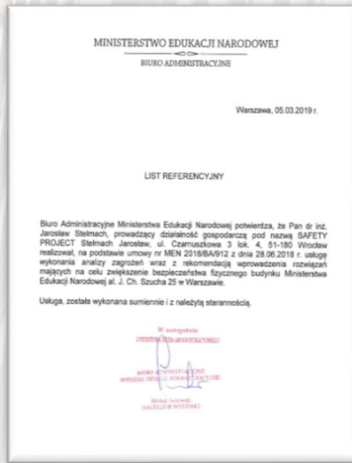 MINISTERSTWO EDUKACJI NARODOWEJ
BIURO ADMINISTRACYJNE
Warszawa, 05.03.2019 r.
LIST REFERENCYJNY
Biuro Administracyjne Ministerstwa Edukacji Narodowej potwierdza, że Pan dr inż.
Jarosław Stelmach, prowadzący działalność gospodarczą pod nazwą SAFETY
PROJECT Stelmach Jarosław, ul. Czarnuszkowa 3 lok. 4, 51-180 Wrocław
realizował, na podstawie umowy nr MEN 2018/BA/912 z dnia 28.06.2018 r. usługę
wykonania analizy zagrożeń wraz z rekomendacją wprowadzenia rozwiązań
mających na celu zwiększenie bezpieczeństwa fizycznego budynku Ministerstwa
Edukacji Narodowej al. J. Ch. Szucha 25 w Warszawie.
Usługa, została wykonana sumiennie i z należytą starannością.
W zastępstwie
NACZELNIK WYDZIAŁU